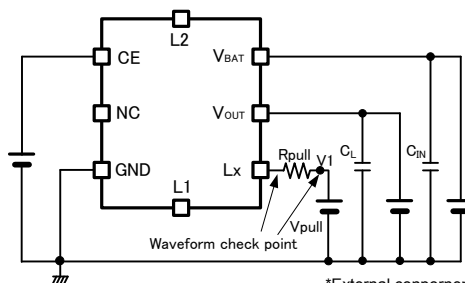 L2
CE
VBAT
NC
VOUT
Rpull
V1
CL
CIN
GND
Lx
L1
Vpull
Waveform check point